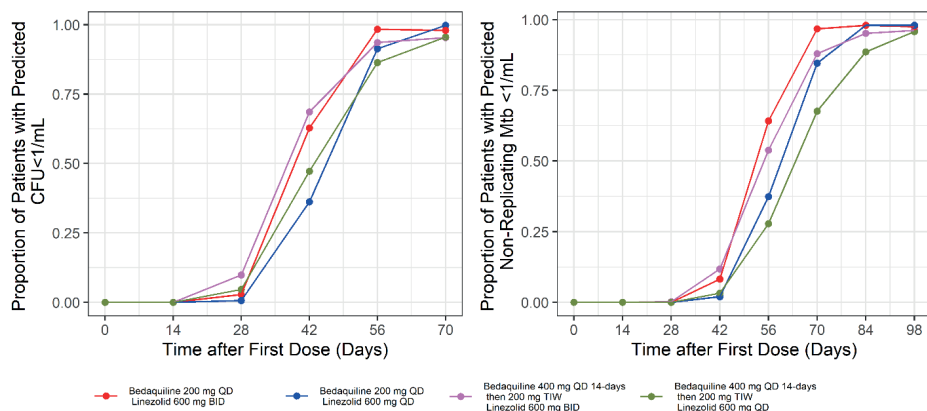 Proportion of Patients with Predicted
CFU<1/mL
1.00
0.75
0.50
0.25
0.00
0 14 28 42 56 70
Time after First Dose (Days)
Proportion of Patients with Predicted
Non-Replicating Mtb <1/mL
1.00
0.75
0.50
0.25
0.00
0 14 28 42 56 70 84 98
Time after First Dose (Days)
Bedaquiline 200 mg QD
Linezolid 600 mg BID
Bedaquiline 200 mg QD
Linezolid 600 mg QD
Bedaquiline 400 mg QD 14-days
then 200 mg TIW
Linezolid 600 mg BID
Bedaquiline 400 mg QD 14-days
then 200 mg TIW
Linezolid 600 mg QD